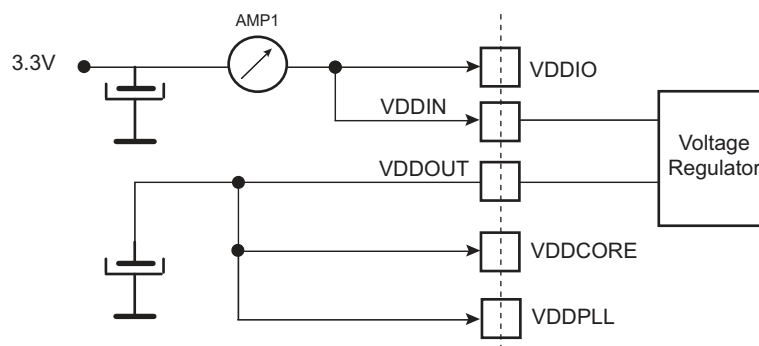 AMP1
3.3V
VDDIO
VDDIN
Voltage
Regulator
VDDOUT
VDDCORE
VDDPLL